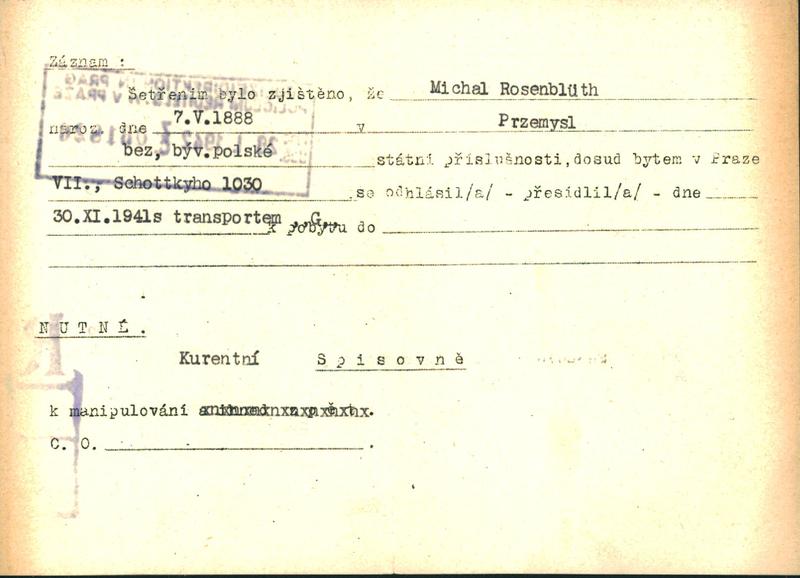 Záznam :
Šetřením bylo zjištěno, že Michal Rosenblüth
naroz. dne 7.V.1888 v Przemysl
bez, býv.polské státní příslušnosti, dosud bytem v Praze
VII., Schottkyho 1030 ,se odhlásil/a/ - přesídlil/a/ - dne
30.XI.1941s transportem ,,G,, k pobytu do
NUTNÉ.
Kurentní Spisovně
k manipulování
C. O. .